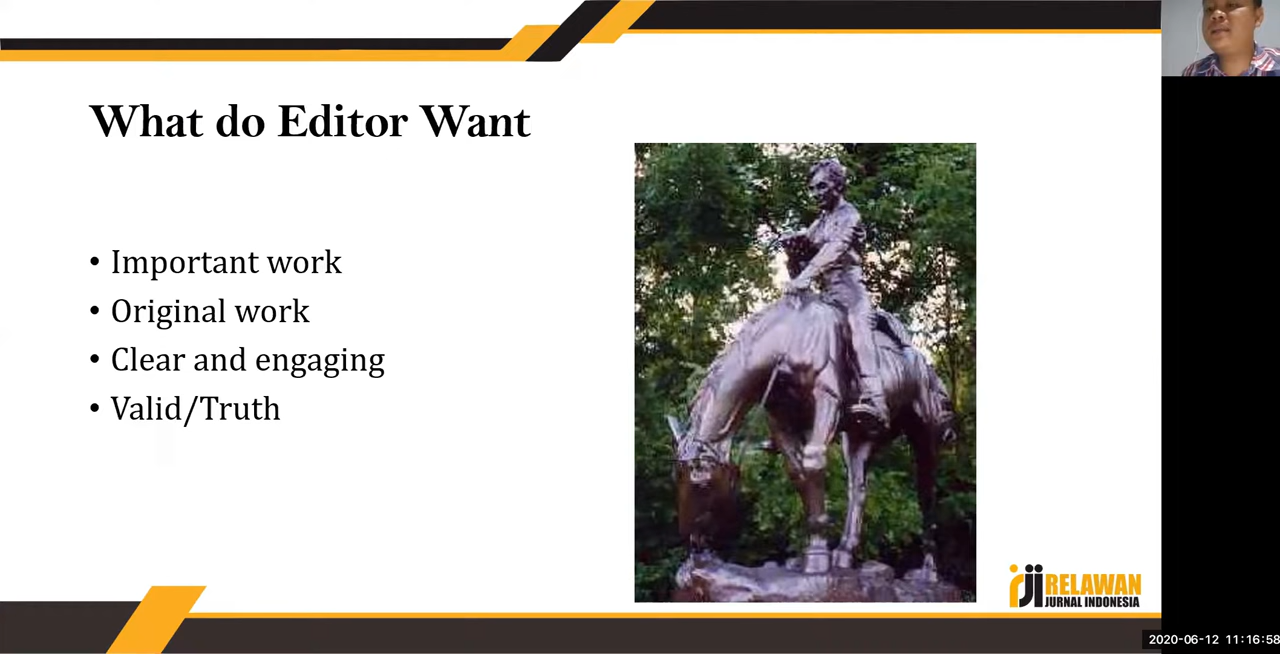 What do Editor Want
• Important work
• Original work
• Clear and engaging
• Valid/Truth
RELAWAN
JURNAL INDONESIA
2020-06-12 11:16:58